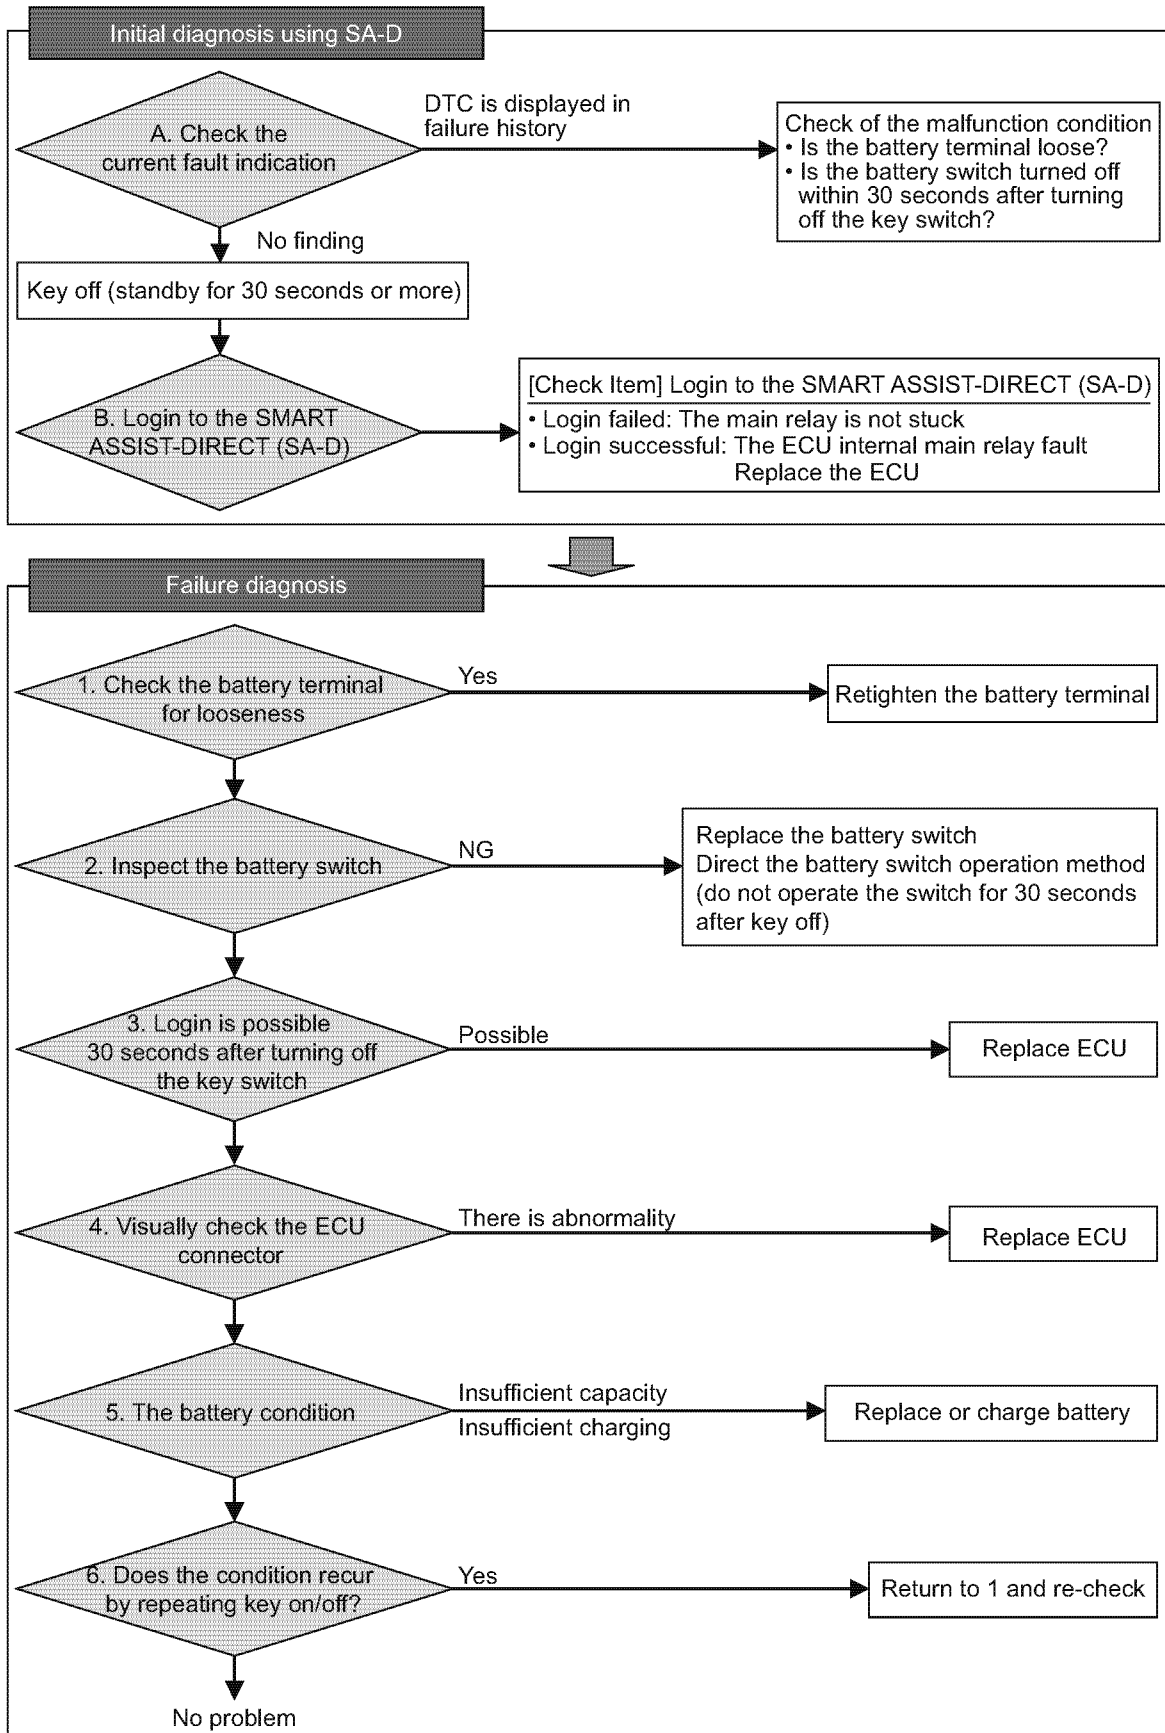 Initial diagnosis using SA-D
A. Check the
current fault indication
DTC is displayed in
failure history
Check of the malfunction condition
• Is the battery terminal loose?
• Is the battery switch turned off
within 30 seconds after turning
off the key switch?
No finding
Key off (standby for 30 seconds or more)
B. Login to the SMART
ASSIST-DIRECT (SA-D)
[Check Item] Login to the SMART ASSIST-DIRECT (SA-D)
• Login failed: The main relay is not stuck
• Login successful: The ECU internal main relay fault
Replace the ECU
Failure diagnosis
1. Check the battery terminal
for looseness
Yes
Retighten the battery terminal
2. Inspect the battery switch
NG
Replace the battery switch
Direct the battery switch operation method
(do not operate the switch for 30 seconds
after key off)
3. Login is possible
30 seconds after turning off
the key switch
Possible
Replace ECU
4. Visually check the ECU
connector
There is abnormality
Replace ECU
5. The battery condition
Insufficient capacity
Insufficient charging
Replace or charge battery
6. Does the condition recur
by repeating key on/off?
Yes
Return to 1 and re-check
No problem